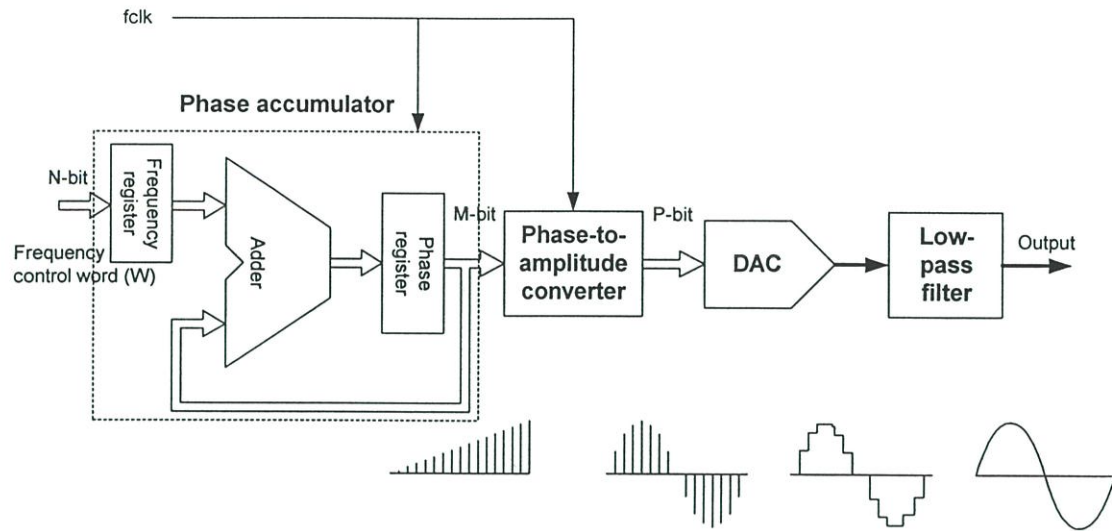 fclk
Phase accumulator
N-bit
Frequency
register
Frequency
control word (W)
Adder
Phase
register
M-bit
Phase-to-
amplitude
converter
P-bit
DAC
Low-
pass
filter
Output